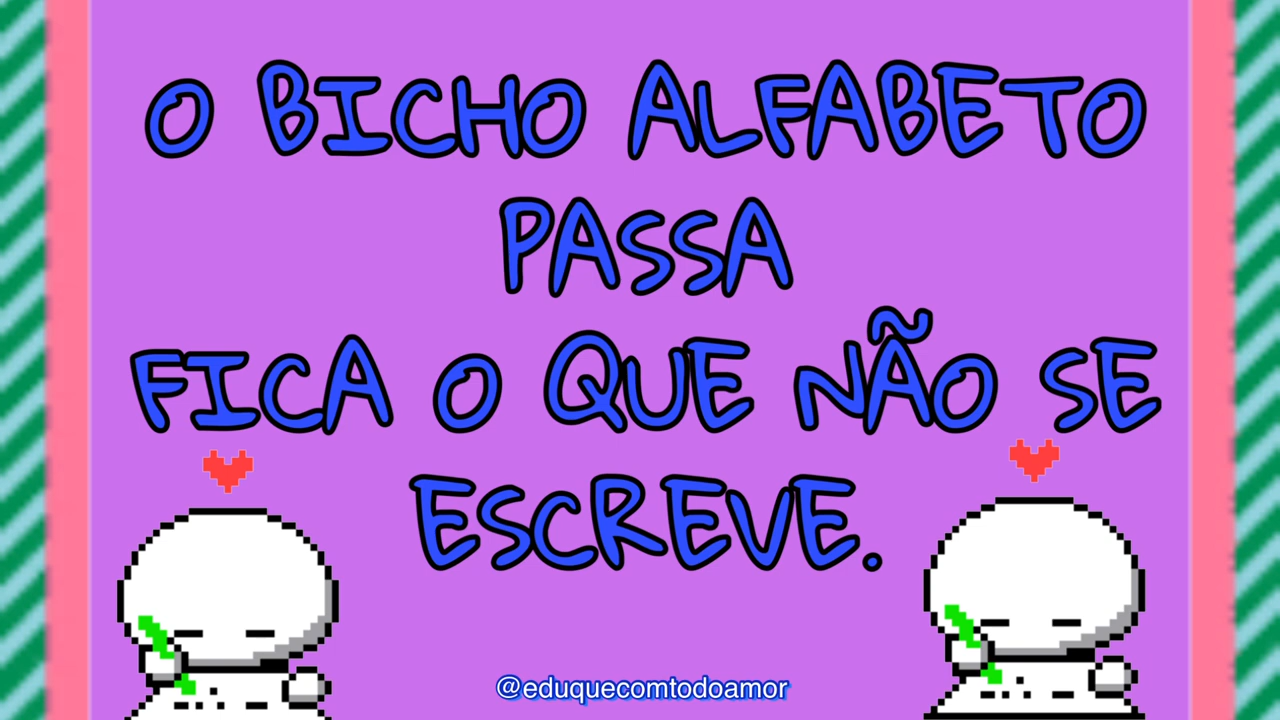 O BICHO ALFABETO
PASSA
FICA O QUE NÃO SE
ESCREVE.
@eduquecomtodoamor